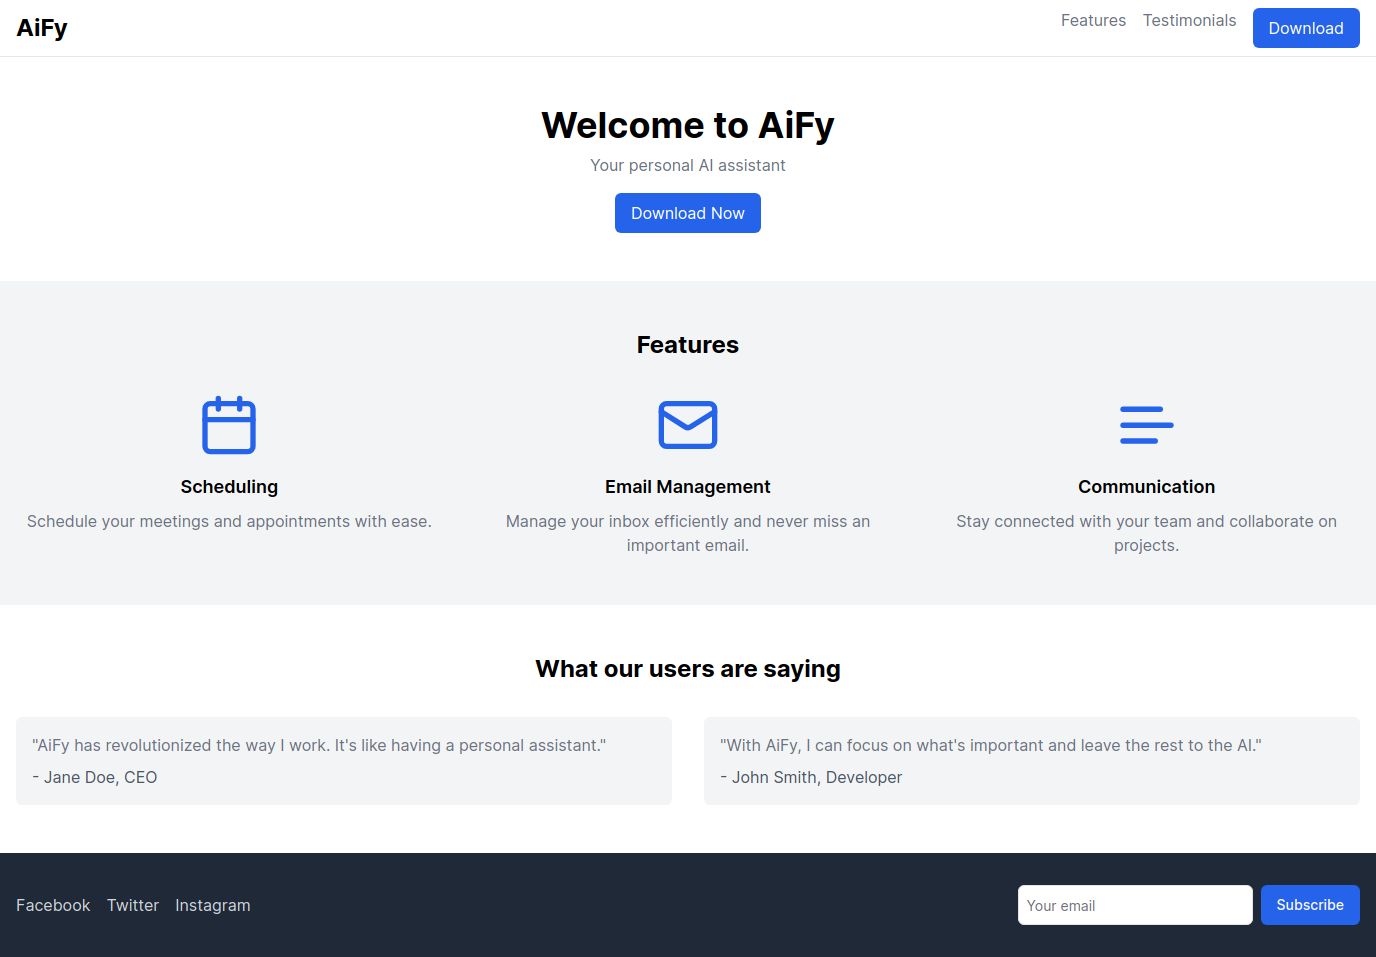 AiFy
Features Testimonials Download
Welcome to AiFy
Your personal AI assistant
Download Now
Features
Scheduling
Schedule your meetings and appointments with ease.
Email Management
Manage your inbox efficiently and never miss an
important email.
Communication
Stay connected with your team and collaborate on
projects.
What our users are saying
"AiFy has revolutionized the way I work. It's like having a personal assistant."
- Jane Doe, CEO
"With AiFy, I can focus on what's important and leave the rest to the AI."
- John Smith, Developer
Facebook Twitter Instagram
Your email
Subscribe